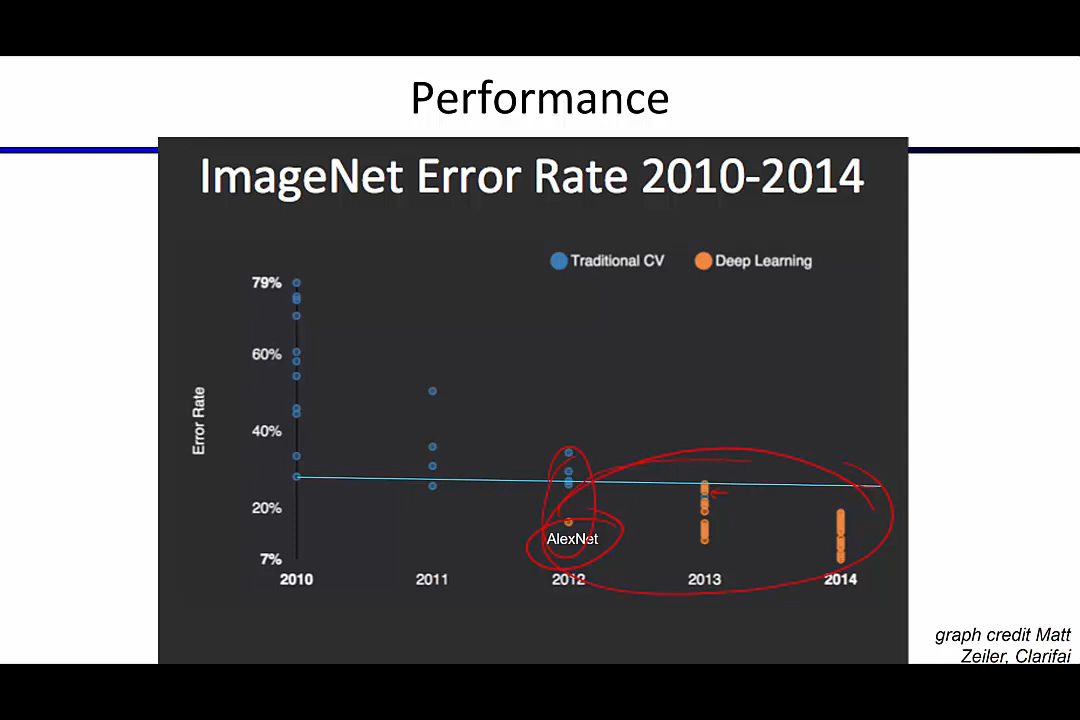 Performance
ImageNet Error Rate 2010-2014
Traditional CV
Deep Learning
79%
60%
40%
20%
7%
Error Rate
AlexNet
2010
2011
2012
2013
2014
graph credit Matt
Zeiler, Clarifai